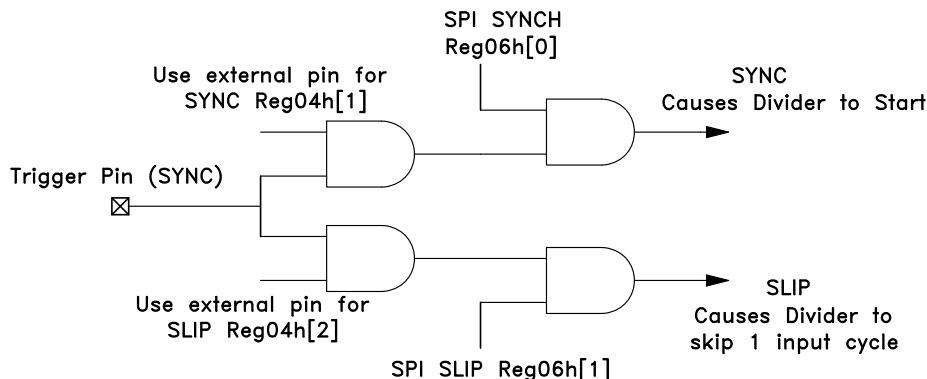 SPI SYNCH
Reg06h[0]
Use external pin for
SYNC Reg04h[1]
SYNC
Causes Divider to Start
Trigger Pin (SYNC)
Use external pin for
SLIP Reg04h[2]
SLIP
Causes Divider to
skip 1 input cycle
SPI SLIP Reg06h[1]